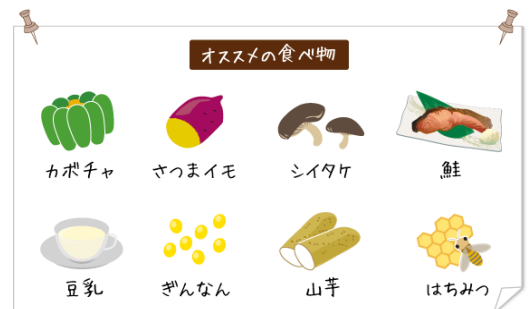 オススメの食べ物
カボチャ さつまイモ シイタケ 鮭
豆乳 ぎんなん 山芋 はちみつ